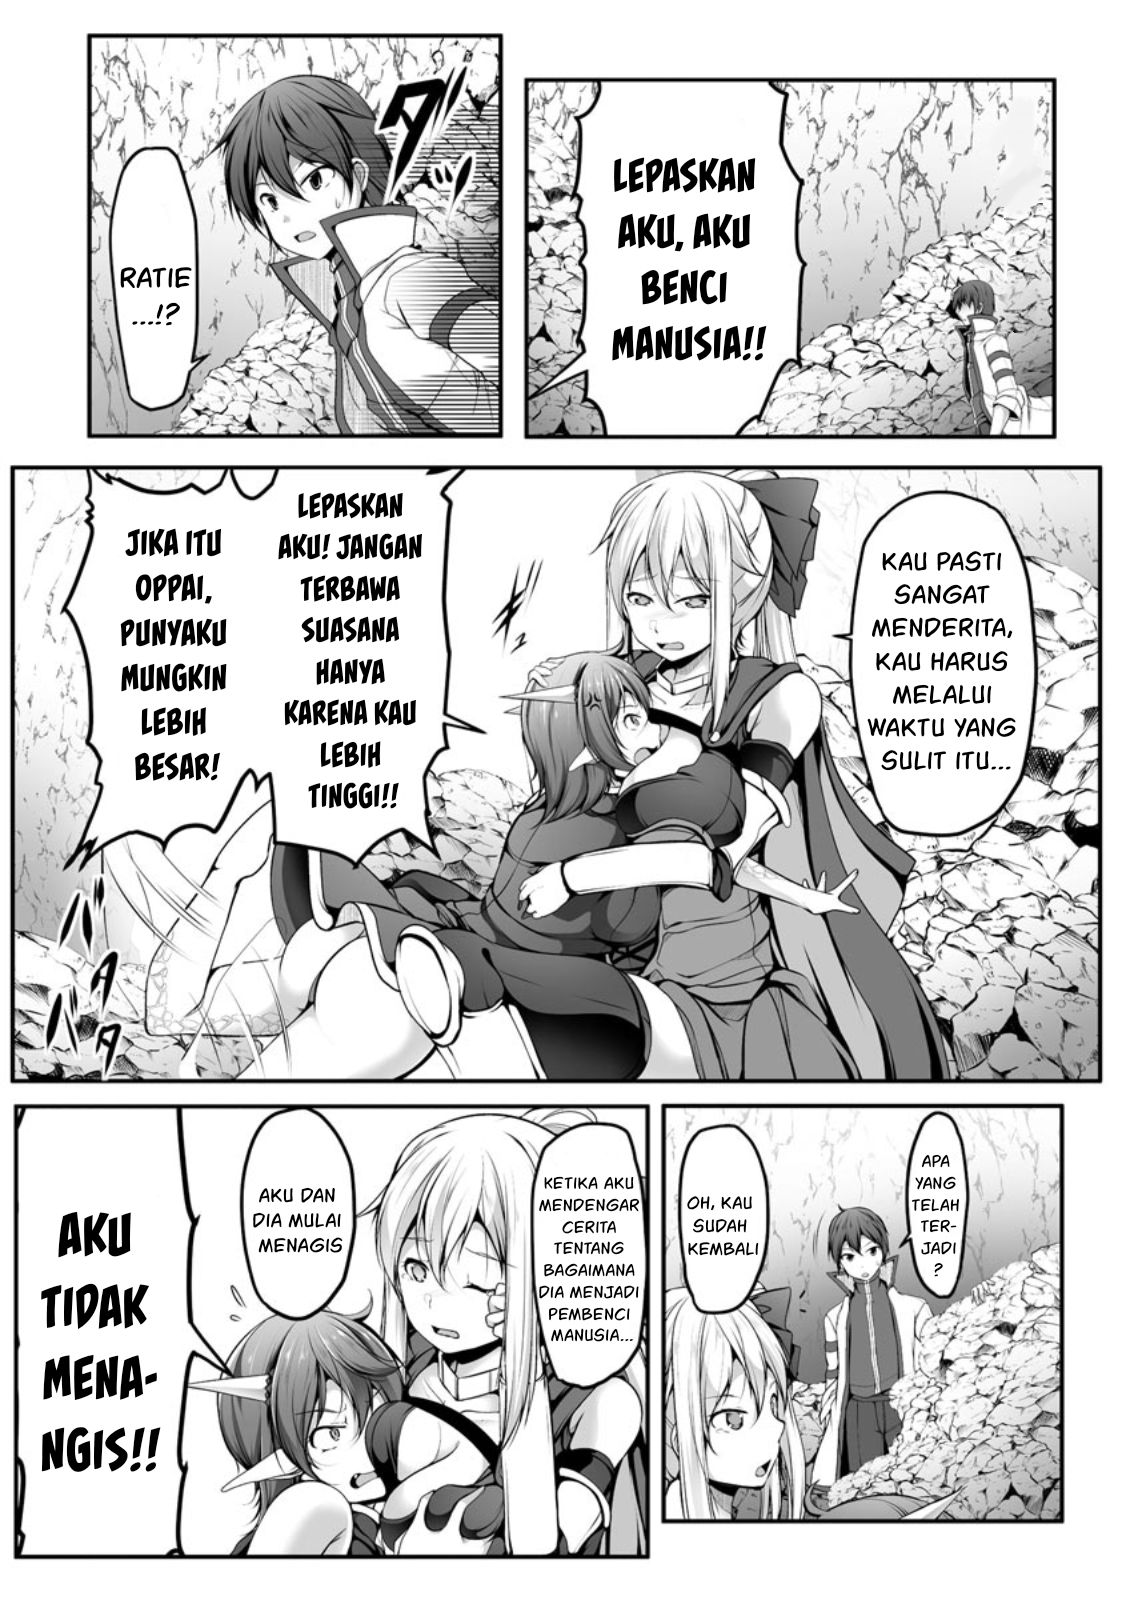 LEPASKAN
AKU, AKU
BENCI
MANUSIA!!
ダ
ッ
RATIE
...!?
KAU PASTI
SANGAT
MENDERITA,
KAU HARUS
MELALUI
WAKTU YANG
SULIT ITU...
LEPASKAN
AKU! JANGAN
TERBAWA
SUASANA
HANYA
KARENA KAU
LEBIH
TINGGI!!
JIKA ITU
OPPAI,
PUNYAKU
MUNGKIN
LEBIH
BESAR!
APA
YANG
TELAH
TER-
JADI
?
OH, KAU
SUDAH
KEMBALI
KETIKA AKU
MENDENGAR
CERITA
TENTANG
BAGAIMANA
DIA MENJADI
PEMBENCI
MANUSIA...
AKU DAN
DIA MULAI
MENAGIS
AKU
TIDAK
MENA-
NGIS!!